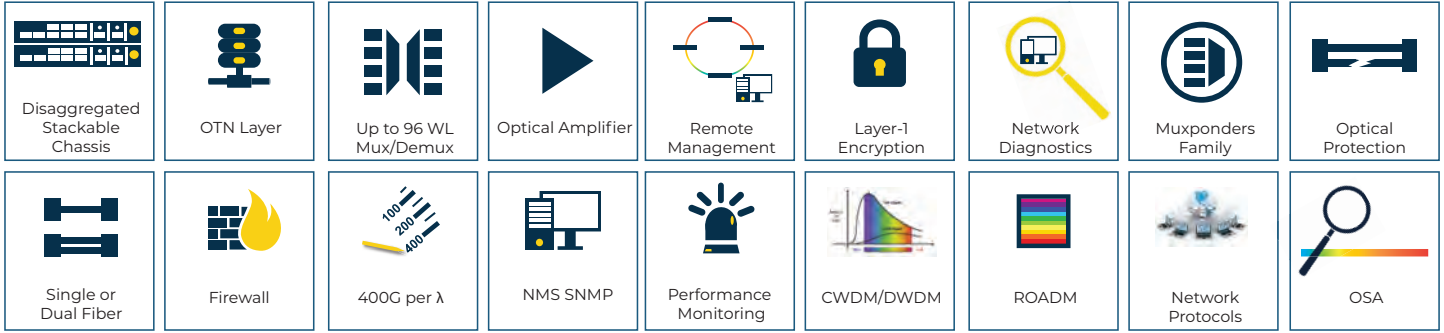 Disaggregated
Stackable
Chassis
OTN Layer
Up to 96 WL
Mux/Demux
Optical Amplifier
Remote
Management
Layer-1
Encryption
Network
Diagnostics
Muxponders
Family
Optical
Protection
Single or
Dual Fiber
Firewall
100
200
400
400G per λ
NMS SNMP
Performance
Monitoring
CWDM/DWDM
ROADM
Network
Protocols
OSA